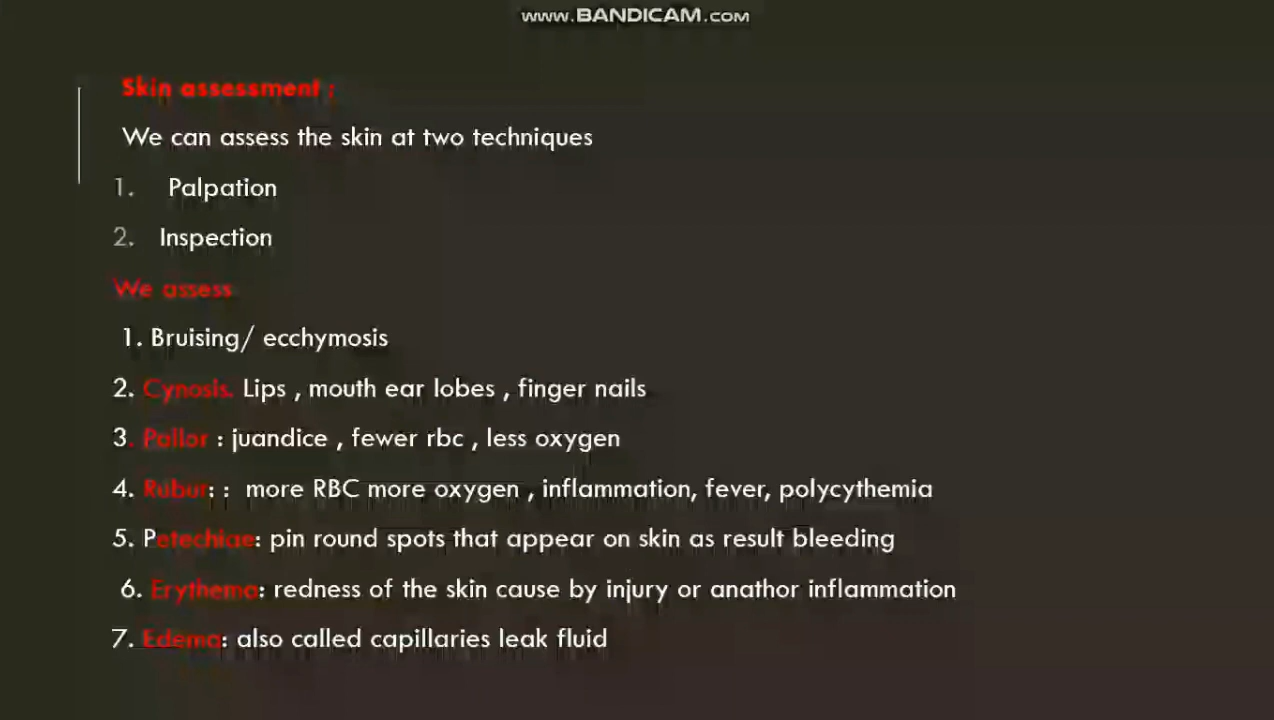 www.BANDICAM.com
Skin assessment ;
We can assess the skin at two techniques
1. Palpation
2. Inspection
We assess
1. Bruising/ ecchymosis
2. Cynosis. Lips , mouth ear lobes , finger nails
3. Pallor : juandice , fewer rbc , less oxygen
4. Rubur: : more RBC more oxygen , inflammation, fever, polycythemia
5. Petechiae: pin round spots that appear on skin as result bleeding
6. Erythema: redness of the skin cause by injury or anathor inflammation
7. Edema: also called capillaries leak fluid